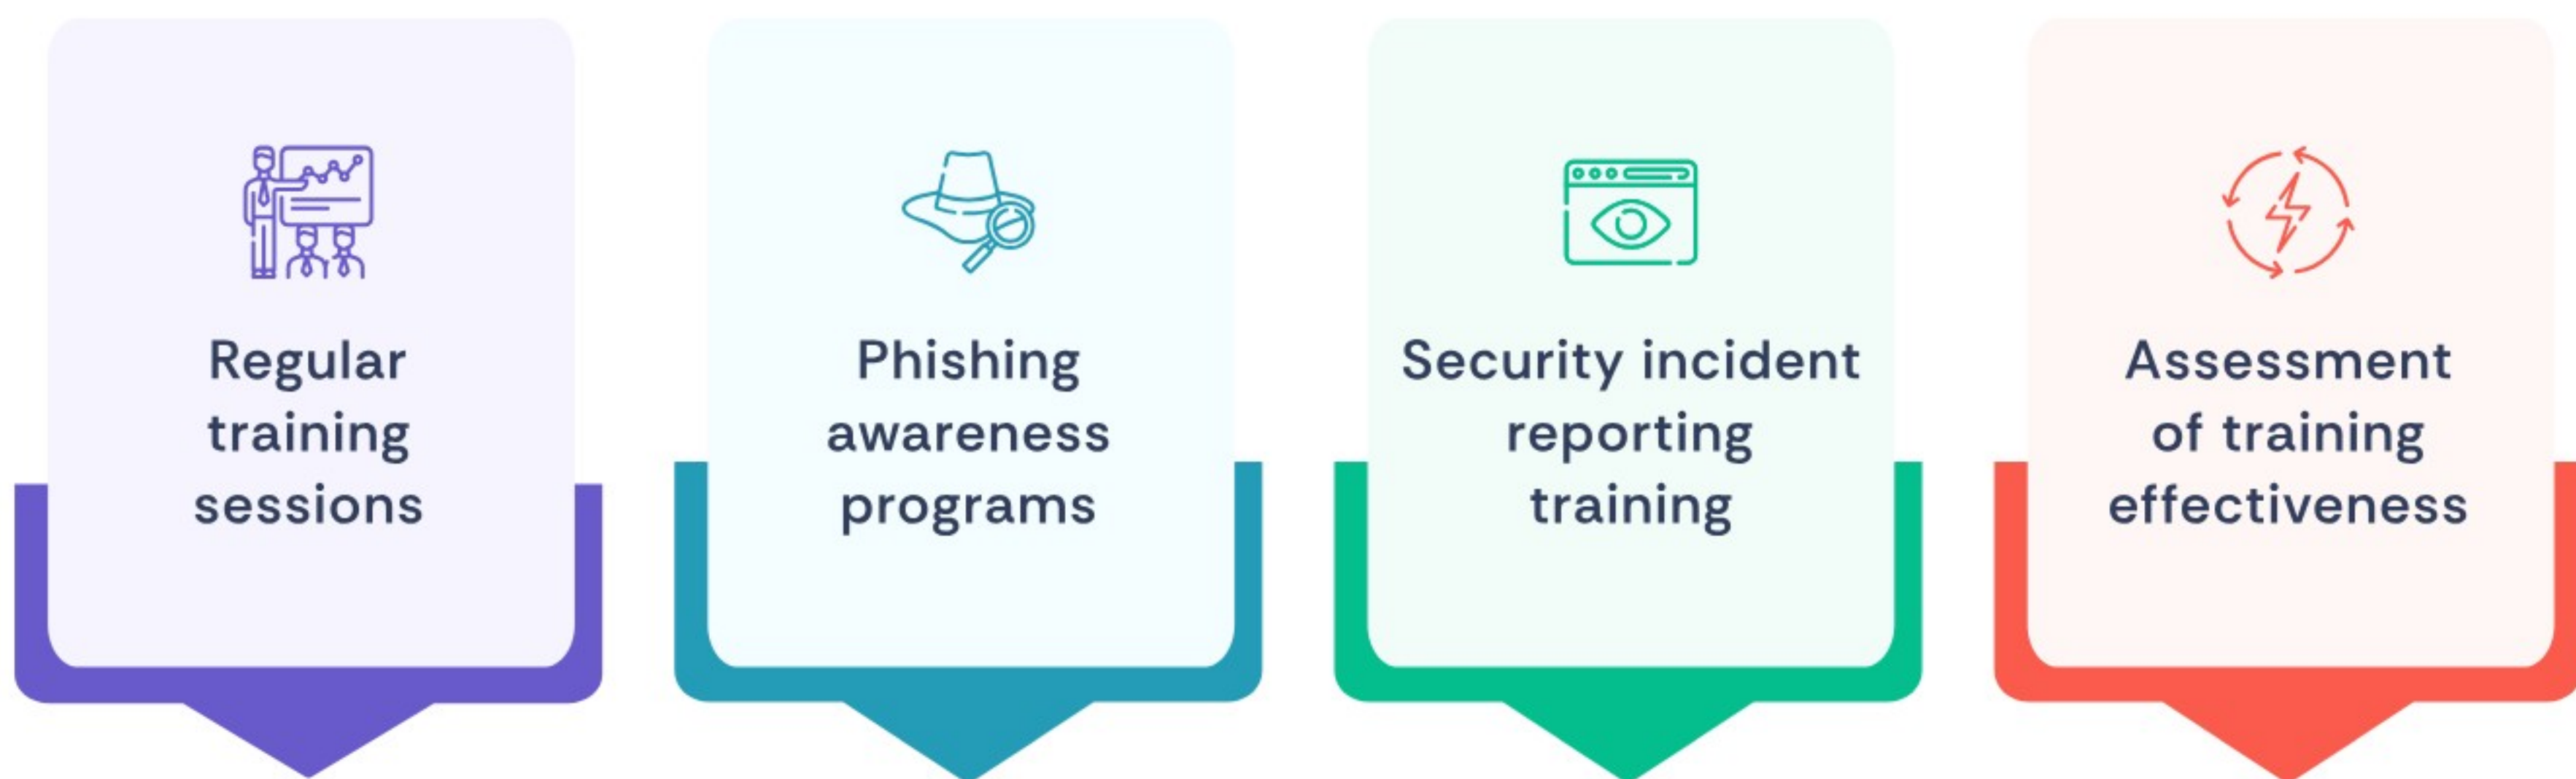 Regular
training
sessions
Phishing
awareness
programs
Security incident
reporting
training
Assessment
of training
effectiveness